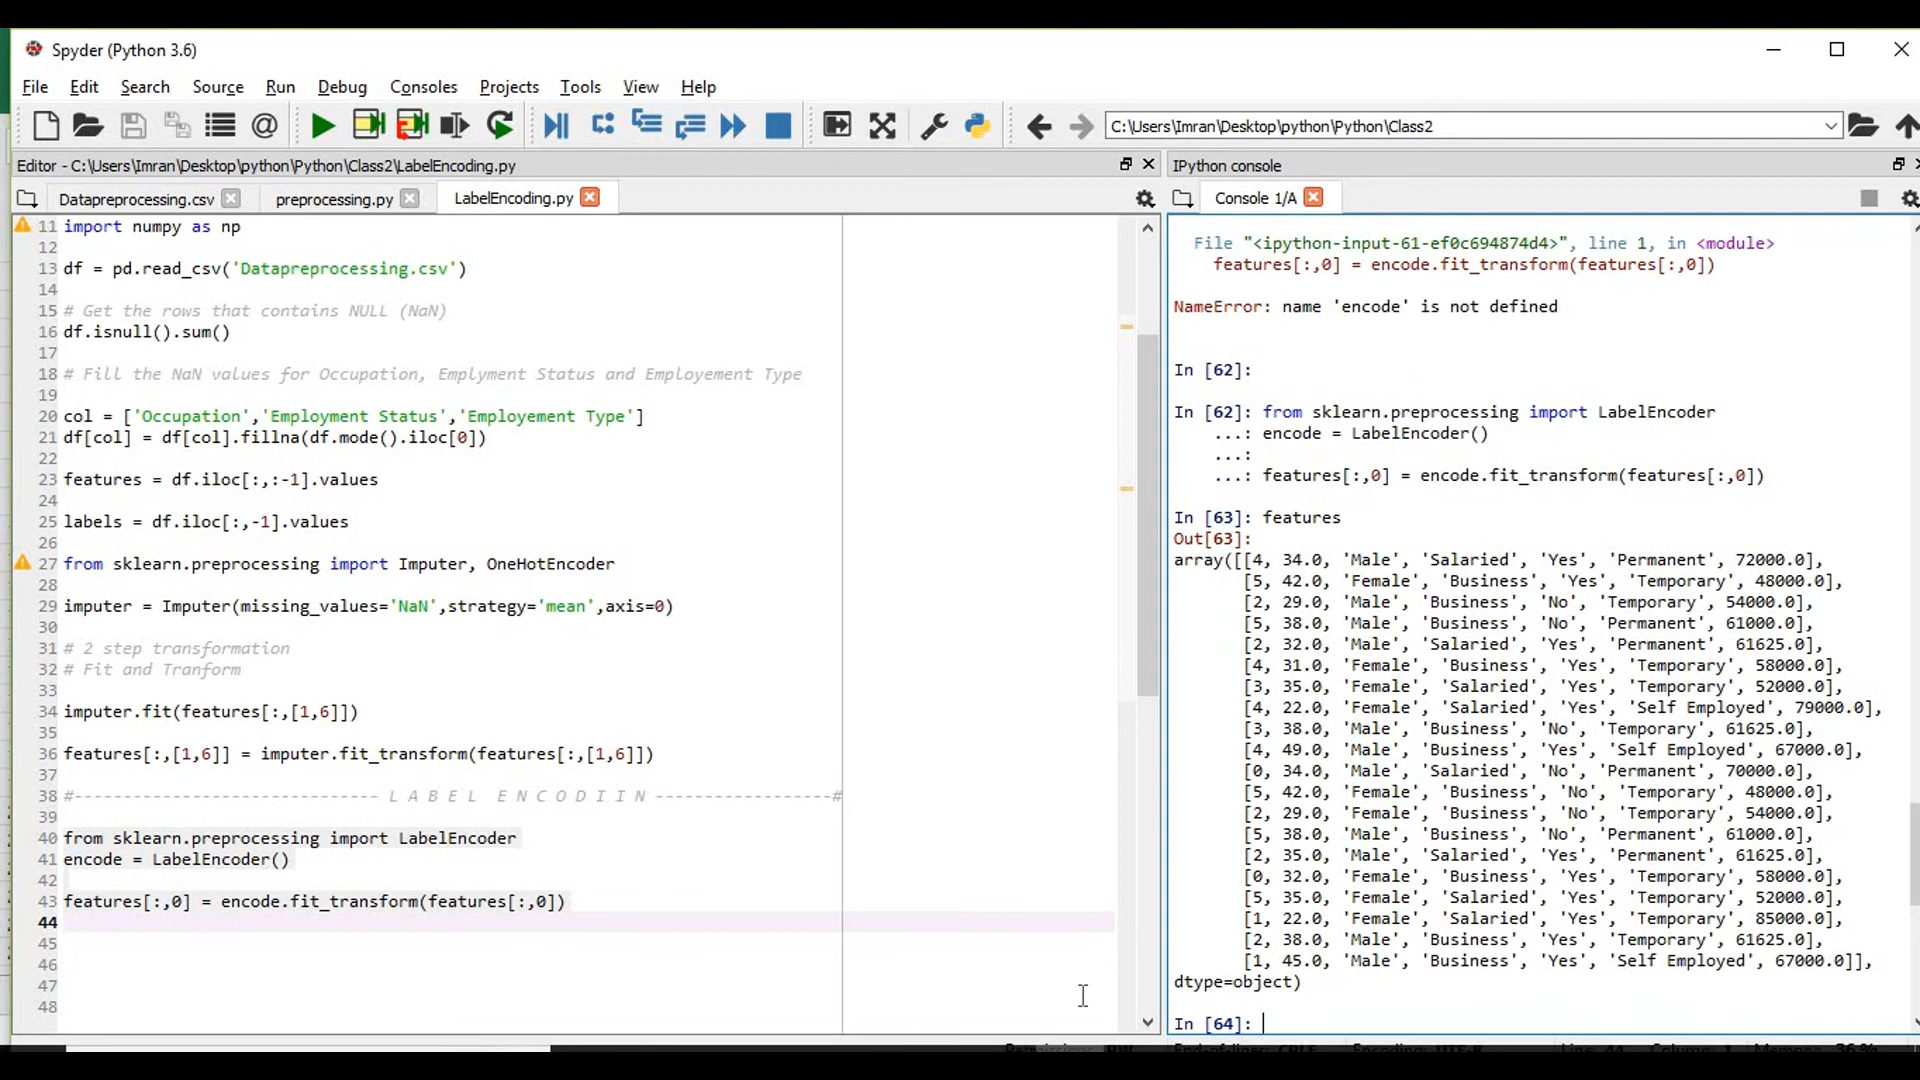 Spyder (Python 3.6)
File Edit Search Source Run Debug Consoles Projects Tools View Help
C:\Users\Imran\Desktop\python\Python\Class2
Editor - C:\Users\Imran\Desktop\python\Python\Class2\LabelEncoding.py
Datapreprocessing.csv preprocessing.py LabelEncoding.py
11 import numpy as np
12
13 df = pd.read_csv('Datapreprocessing.csv')
14
15 # Get the rows that contains NULL (NaN)
16 df.isnull().sum()
17
18 # Fill the NaN values for Occupation, Emplyment Status and Employement Type
19
20 col = ['Occupation','Employment Status','Employement Type']
21 df[col] = df[col].fillna(df.mode().iloc[0])
22
23 features = df.iloc[:,:-1].values
24
25 labels = df.iloc[:,-1].values
26
27 from sklearn.preprocessing import Imputer, OneHotEncoder
28
29 imputer = Imputer(missing_values='NaN',strategy='mean',axis=0)
30
31 # 2 step transformation
32 # Fit and Tranform
33
34 imputer.fit(features[:,[1,6]])
35
36 features[:,[1,6]] = imputer.fit_transform(features[:,[1,6]])
37
38 #------------------------------- L A B E L   E N C O D I I N ------------------#
39
40 from sklearn.preprocessing import LabelEncoder
41 encode = LabelEncoder()
42
43 features[:,0] = encode.fit_transform(features[:,0])
44
45
46
47
48
IPython console
Console 1/A
File "<ipython-input-61-ef0c694874d4>", line 1, in <module>
features[:,0] = encode.fit_transform(features[:,0])
NameError: name 'encode' is not defined
In [62]:
In [62]: from sklearn.preprocessing import LabelEncoder
...: encode = LabelEncoder()
...:
...: features[:,0] = encode.fit_transform(features[:,0])
In [63]: features
Out[63]:
array([[4, 34.0, 'Male', 'Salaried', 'Yes', 'Permanent', 72000.0],
[5, 42.0, 'Female', 'Business', 'Yes', 'Temporary', 48000.0],
[2, 29.0, 'Male', 'Business', 'No', 'Temporary', 54000.0],
[5, 38.0, 'Male', 'Business', 'No', 'Permanent', 61000.0],
[2, 32.0, 'Male', 'Salaried', 'Yes', 'Permanent', 61625.0],
[4, 31.0, 'Female', 'Business', 'Yes', 'Temporary', 58000.0],
[3, 35.0, 'Female', 'Salaried', 'Yes', 'Temporary', 52000.0],
[4, 22.0, 'Female', 'Salaried', 'Yes', 'Self Employed', 79000.0],
[3, 38.0, 'Male', 'Business', 'No', 'Temporary', 61625.0],
[4, 49.0, 'Male', 'Business', 'Yes', 'Self Employed', 67000.0],
[0, 34.0, 'Male', 'Salaried', 'No', 'Permanent', 70000.0],
[5, 42.0, 'Female', 'Business', 'No', 'Temporary', 48000.0],
[2, 29.0, 'Female', 'Business', 'No', 'Temporary', 54000.0],
[5, 38.0, 'Male', 'Business', 'No', 'Permanent', 61000.0],
[2, 35.0, 'Male', 'Salaried', 'Yes', 'Permanent', 61625.0],
[0, 32.0, 'Female', 'Business', 'Yes', 'Temporary', 58000.0],
[5, 35.0, 'Female', 'Salaried', 'Yes', 'Temporary', 52000.0],
[1, 22.0, 'Female', 'Salaried', 'Yes', 'Temporary', 85000.0],
[2, 38.0, 'Male', 'Business', 'Yes', 'Temporary', 61625.0],
[1, 45.0, 'Male', 'Business', 'Yes', 'Self Employed', 67000.0]],
dtype=object)
In [64]: